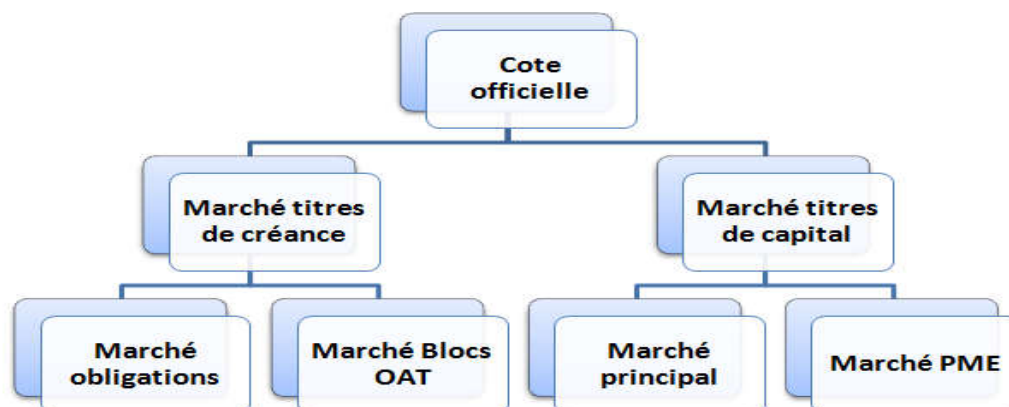 Cote
officielle
Marché titres
de créance
Marché titres
de capital
Marché
obligations
Marché Blocs
OAT
Marché
principal
Marché PME